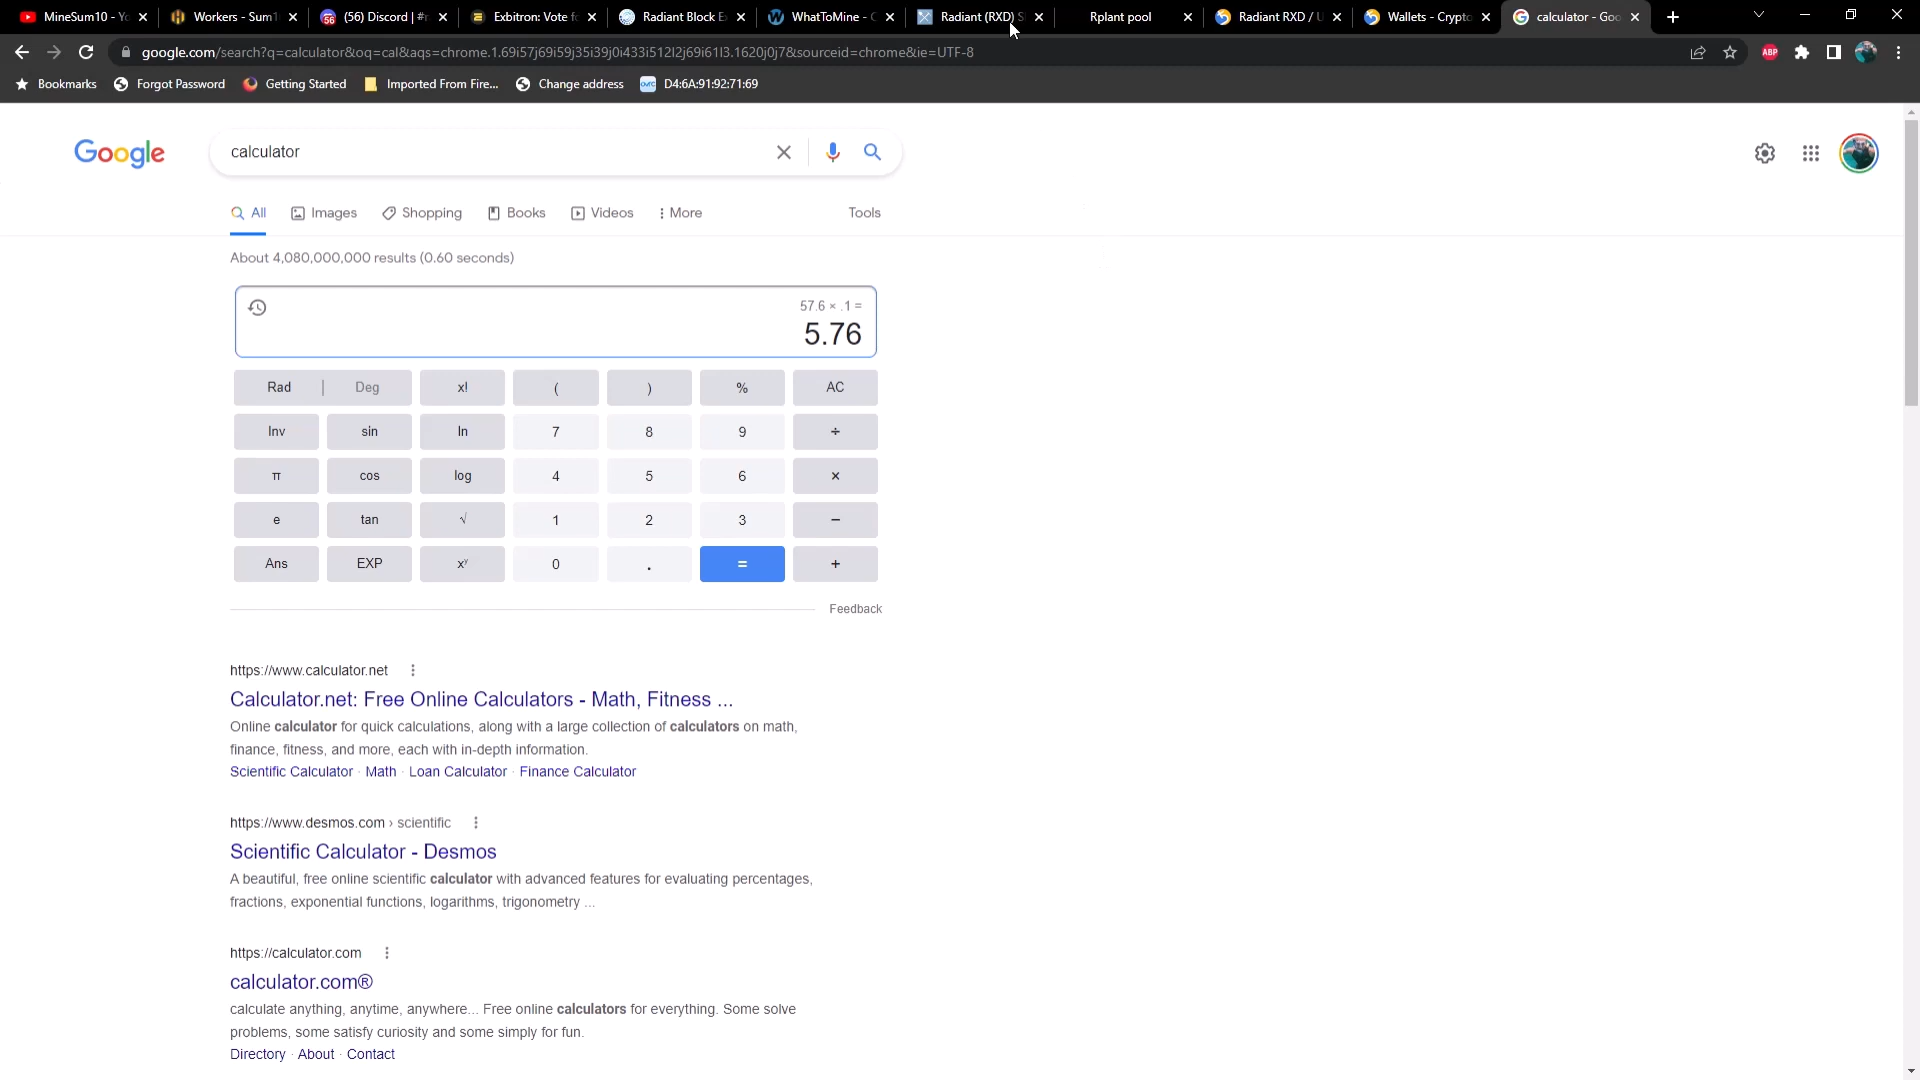 MineSum10 - Yo
Workers - Sum1
(56) Discord | #r
Exbitron: Vote fo
Radiant Block Ex
WhatToMine - C
Radiant (RXD) S
Rplant pool
Radiant RXD / U
Wallets - Crypto
calculator - Goo
google.com/search?q=calculator&oq=cal&aqs=chrome.1.69i57j69i59j35i39j0i433i512l2j69i61l3.1620j0j7&sourceid=chrome&ie=UTF-8
ABP
Bookmarks
Forgot Password
Getting Started
Imported From Fire...
Change address
D4:6A:91:92:71:69
Google
calculator
All
Images
Shopping
Books
Videos
More
Tools
About 4,080,000,000 results (0.60 seconds)
57.6 × .1 =
5.76
Rad | Deg x! ( ) % AC
Inv sin ln 7 8 9 ÷
π cos log 4 5 6 ×
e tan √ 1 2 3 −
Ans EXP xʸ 0 . = +
Feedback
https://www.calculator.net
Calculator.net: Free Online Calculators - Math, Fitness ...
Online calculator for quick calculations, along with a large collection of calculators on math,
finance, fitness, and more, each with in-depth information.
Scientific Calculator · Math · Loan Calculator · Finance Calculator
https://www.desmos.com › scientific
Scientific Calculator - Desmos
A beautiful, free online scientific calculator with advanced features for evaluating percentages,
fractions, exponential functions, logarithms, trigonometry ...
https://calculator.com
calculator.com®
calculate anything, anytime, anywhere... Free online calculators for everything. Some solve
problems, some satisfy curiosity and some simply for fun.
Directory · About · Contact